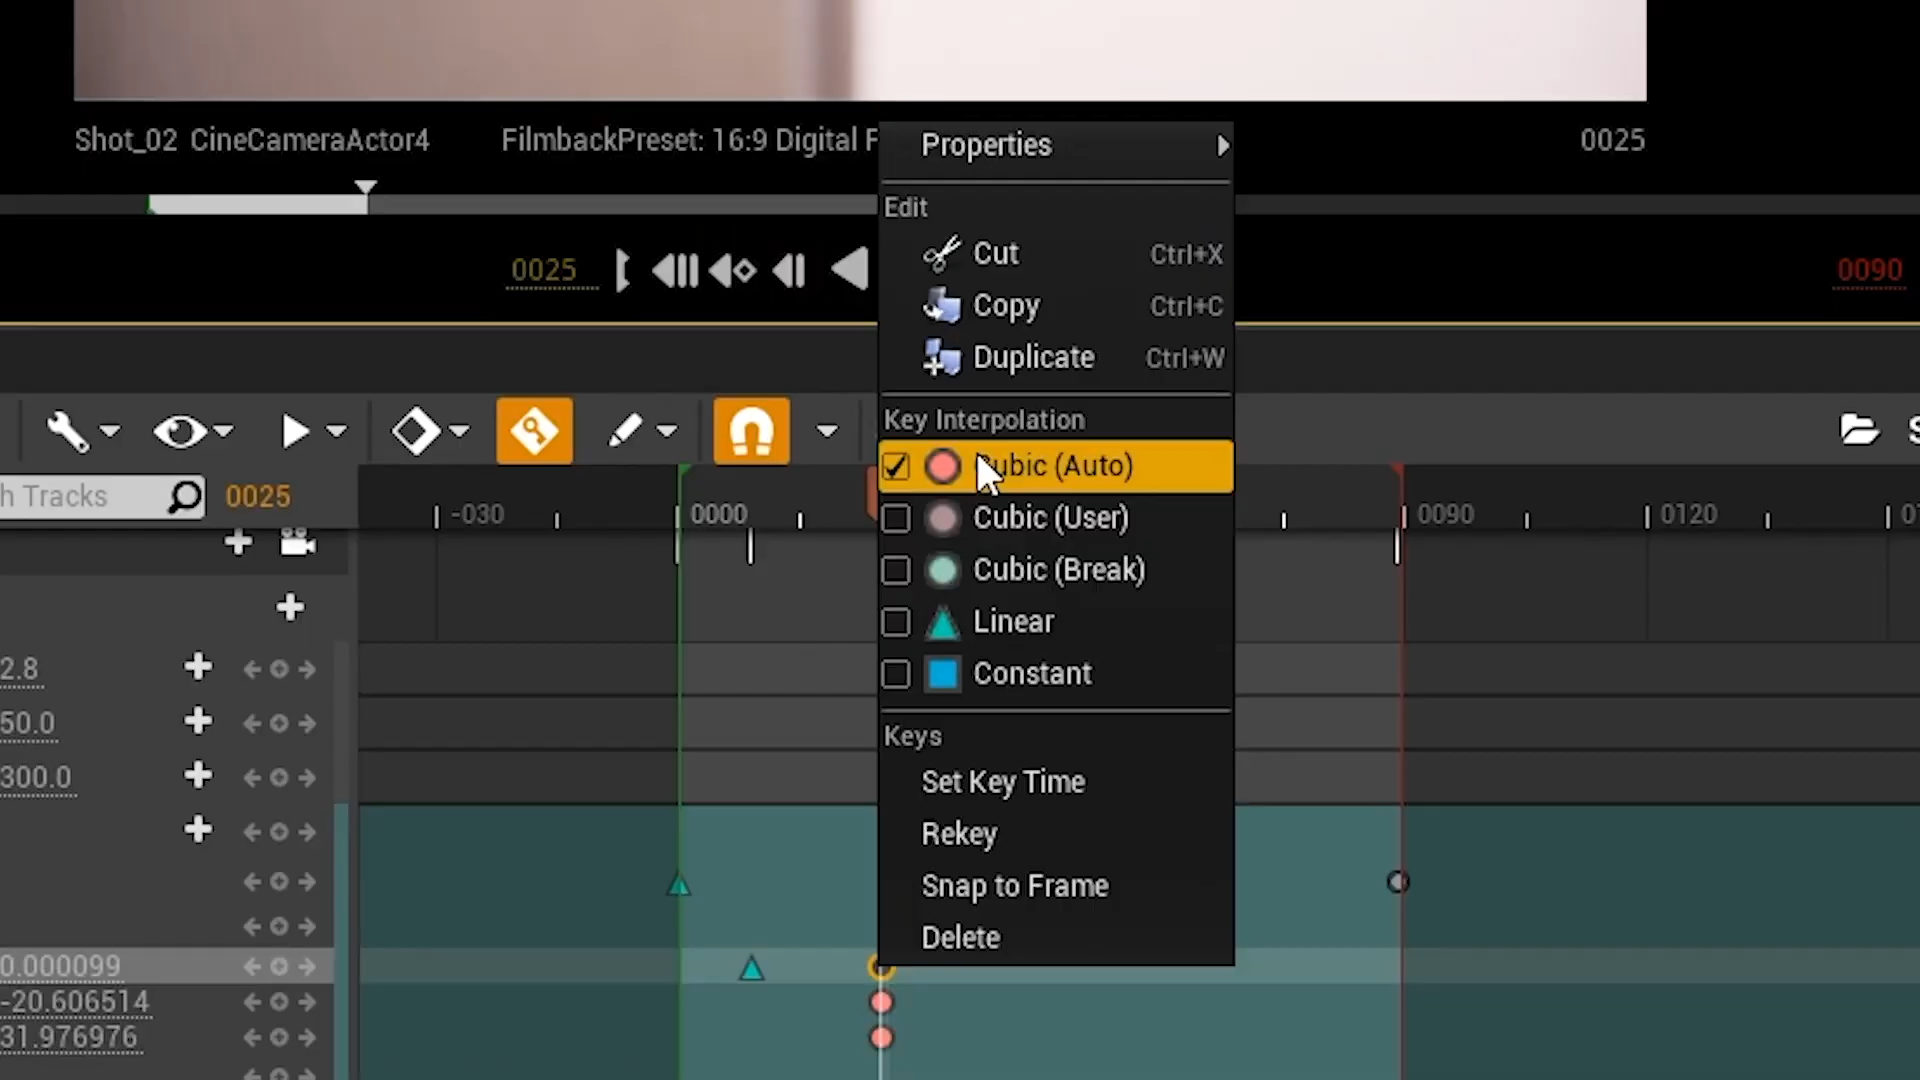 Shot_02 CineCameraActor4
FilmbackPreset: 16:9 Digital F
0025
Properties
Edit
Cut Ctrl+X
Copy Ctrl+C
Duplicate Ctrl+W
0025
0090
Key Interpolation
Cubic (Auto)
Cubic (User)
Cubic (Break)
Linear
Constant
Keys
Set Key Time
Rekey
Snap to Frame
Delete
h Tracks
0025
-030
0000
0090
0120
2.8
50.0
300.0
0.000099
-20.606514
31.976976